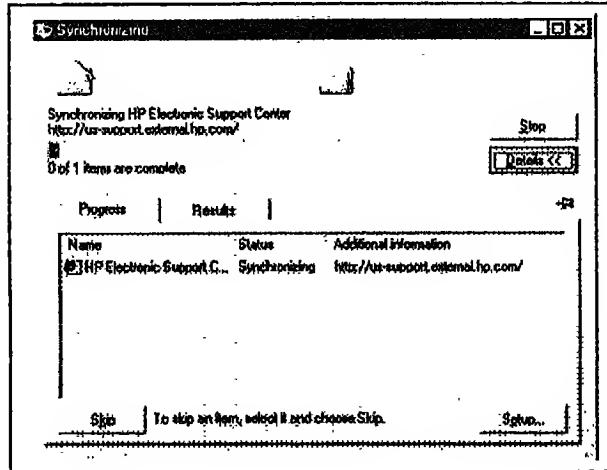 Synchronizing
Synchronizing HP Electronic Support Center
http://us-support.external.hp.com/
Stop
Details <<
0 of 1 items are complete
Progress Results
Name Status Additional information
HP Electronic Support C... Synchronizing http://us-support.external.hp.com/
Skip To skip an item, select it and choose Skip. Setup...